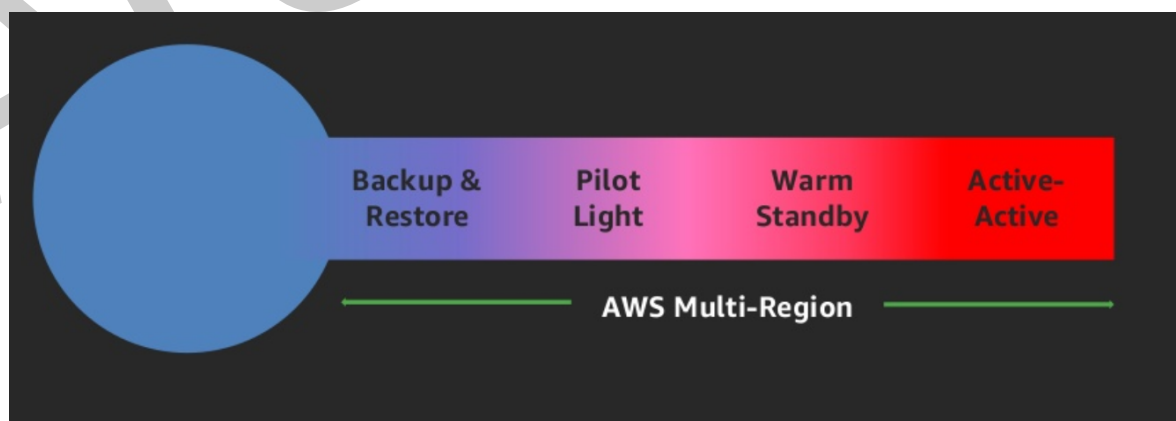 Backup &
Restore
Pilot
Light
Warm
Standby
Active-
Active
AWS Multi-Region